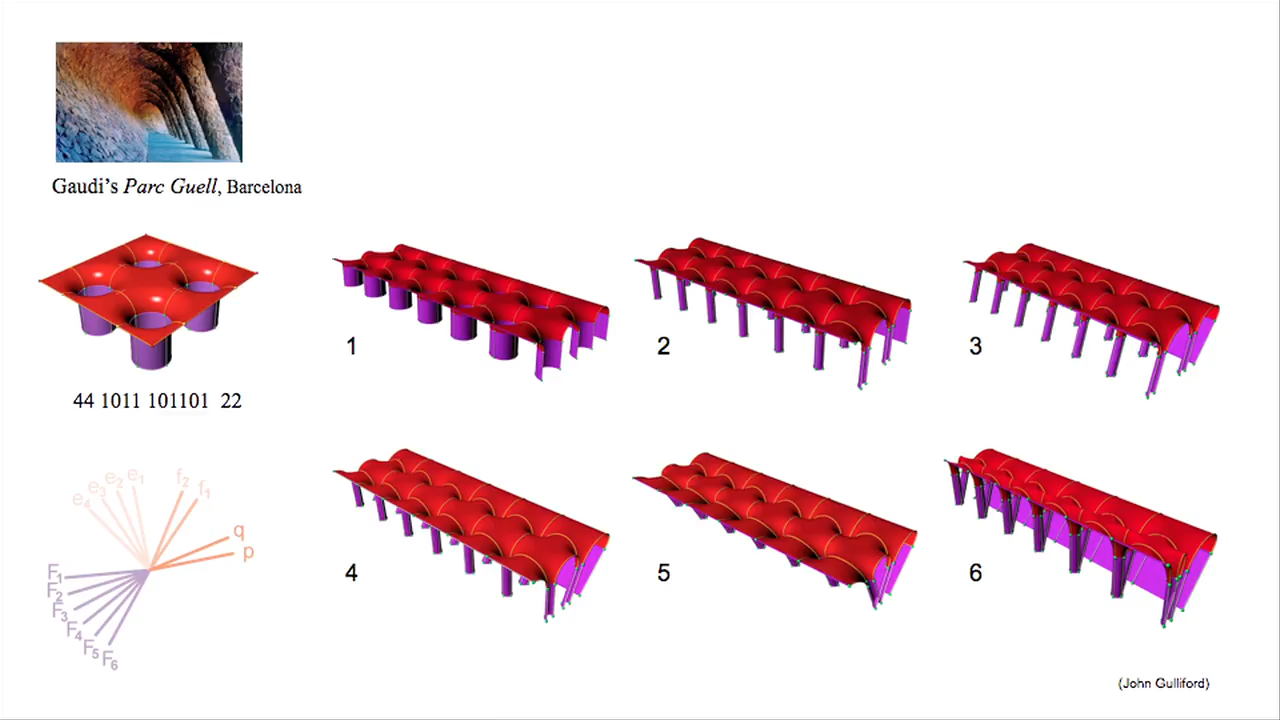 Gaudi's Parc Guell, Barcelona
1
2
3
44 1011 101101 22
e4 e3 e2 e1 f2 f1
q
p
F1
F2
F3
F4
F5
F6
4
5
6
(John Gulliford)